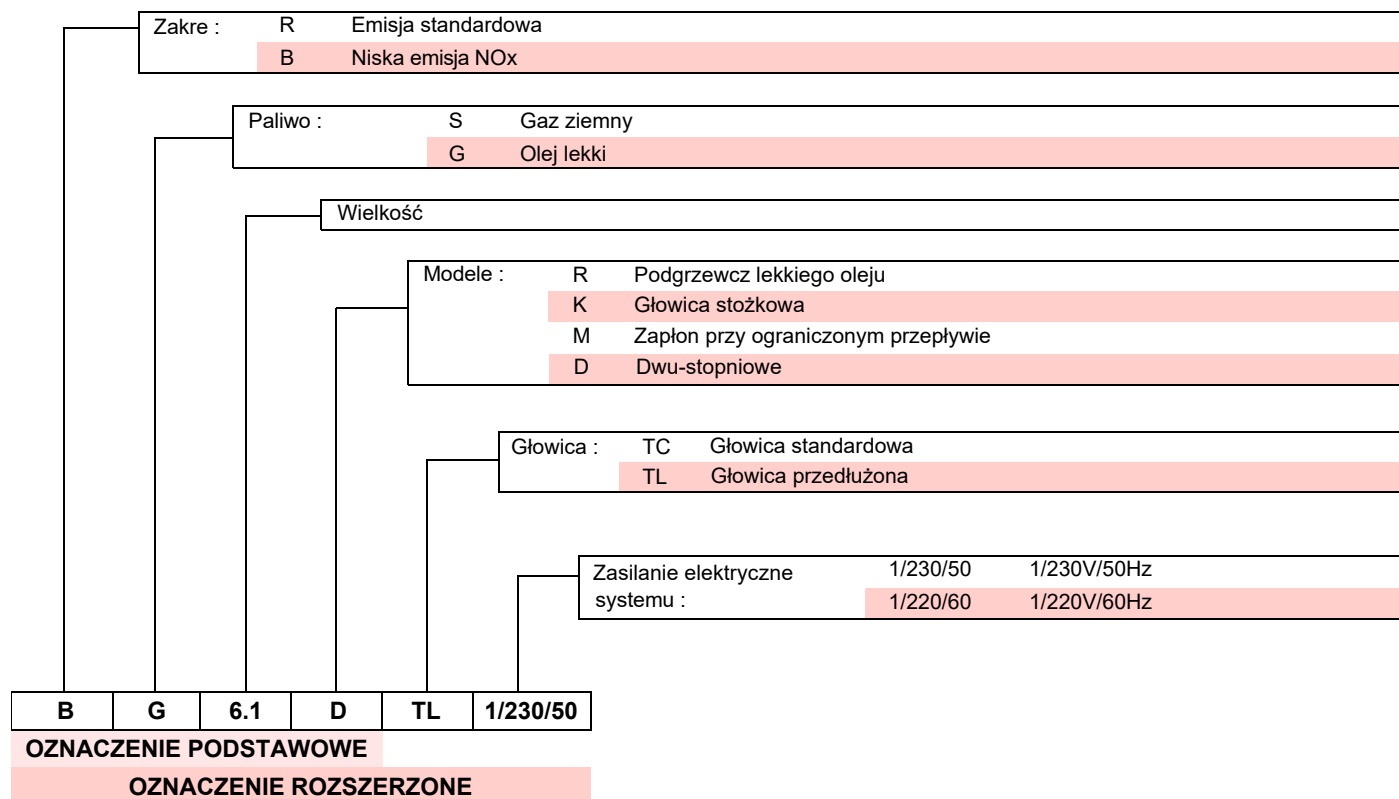 Zakre : R Emisja standardowa
B Niska emisja NOx
Paliwo : S Gaz ziemny
G Olej lekki
Wielkość
Modele : R Podgrzewcz lekkiego oleju
K Głowica stożkowa
M Zapłon przy ograniczonym przepływie
D Dwu-stopniowe
Głowica : TC Głowica standardowa
TL Głowica przedłużona
Zasilanie elektryczne 1/230/50 1/230V/50Hz
systemu : 1/220/60 1/220V/60Hz
B G 6.1 D TL 1/230/50
OZNACZENIE PODSTAWOWE
OZNACZENIE ROZSZERZONE